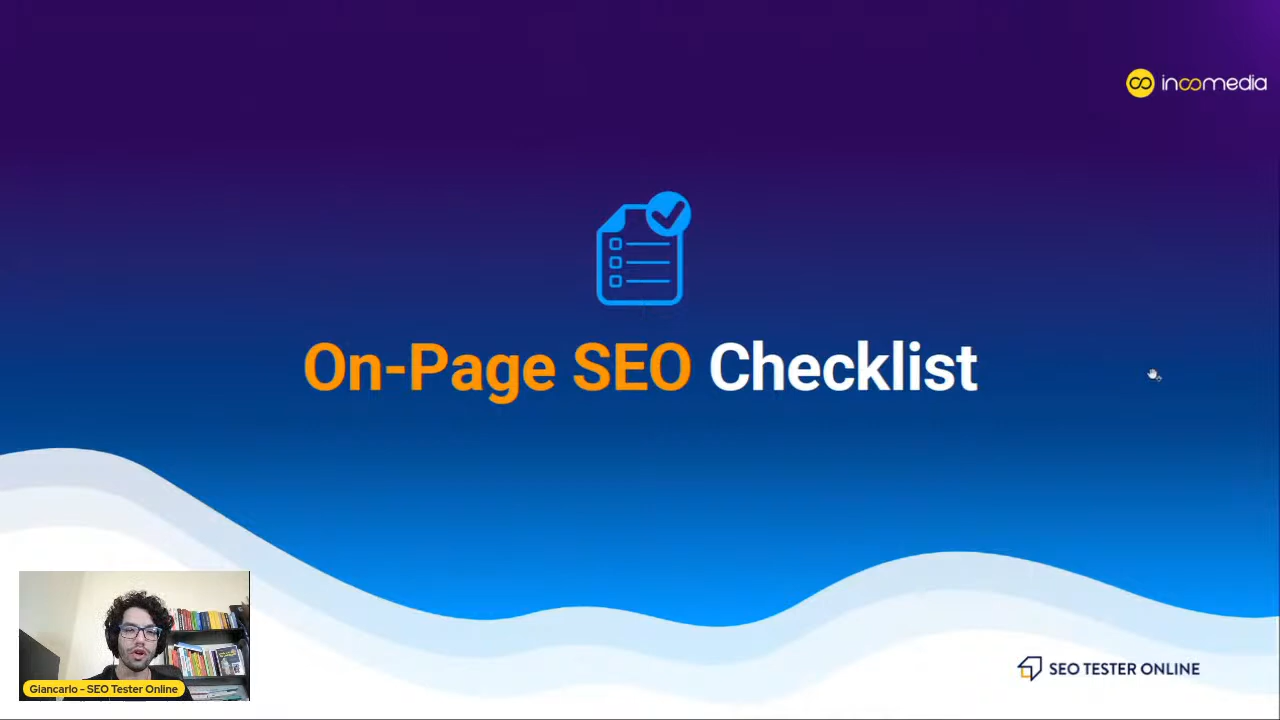 incomedia
On-Page SEO Checklist
Giancarlo - SEO Tester Online
SEO TESTER ONLINE